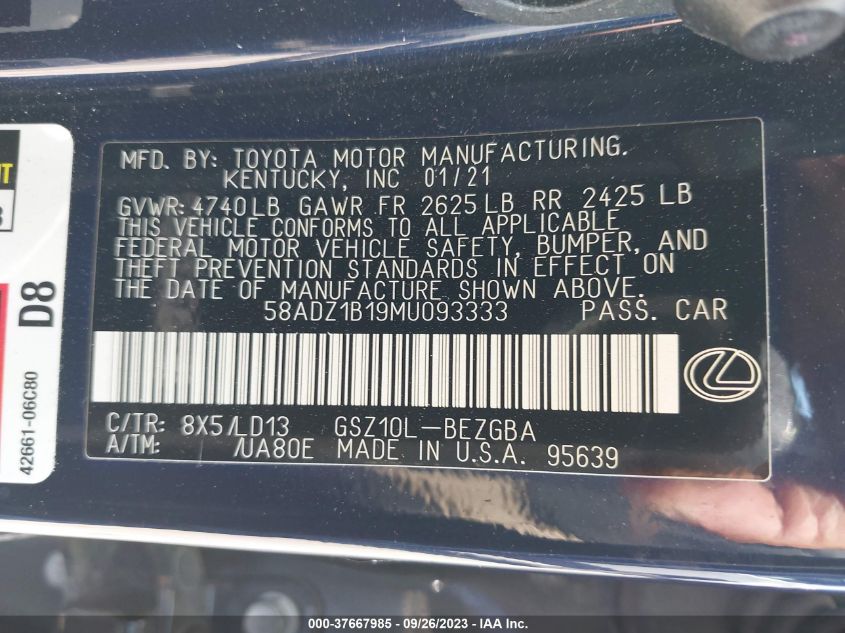 MFD. BY: TOYOTA MOTOR MANUFACTURING.
KENTUCKY, INC 01/21
GVWR: 4740LB GAWR FR 2625LB RR 2425 LB
THIS VEHICLE CONFORMS TO ALL APPLICABLE
FEDERAL MOTOR VEHICLE SAFETY, BUMPER, AND
THEFT PREVENTION STANDARDS IN EFFECT ON
THE DATE OF MANUFACTURE SHOWN ABOVE.
58ADZ1B19MU093333 PASS. CAR
C/TR: 8X5/LD13 GSZ10L-BEZGBA
A/TM: /UA80E MADE IN U.S.A. 95639
D8
42661-06C80
000-37667985 | 09/26/2023 | IAA Inc.